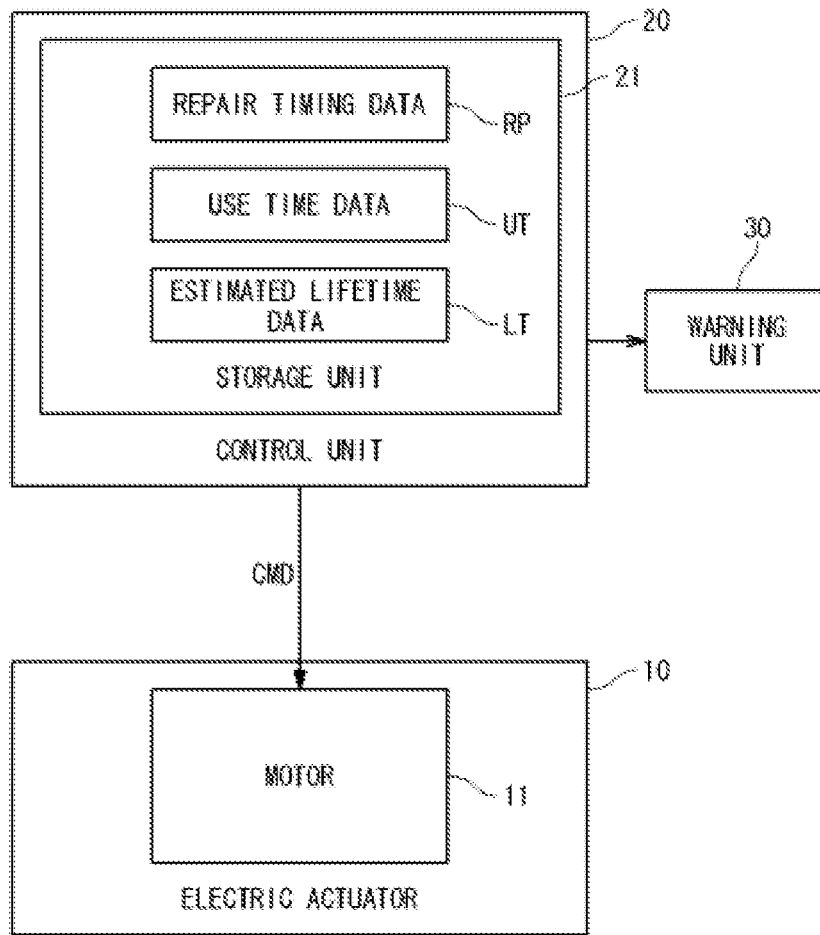 20
21
REPAIR TIMING DATA
RP
USE TIME DATA
UT
30
ESTIMATED LIFETIME
DATA
LT
WARNING
UNIT
STORAGE UNIT
CONTROL UNIT
CMD
10
MOTOR
11
ELECTRIC ACTUATOR